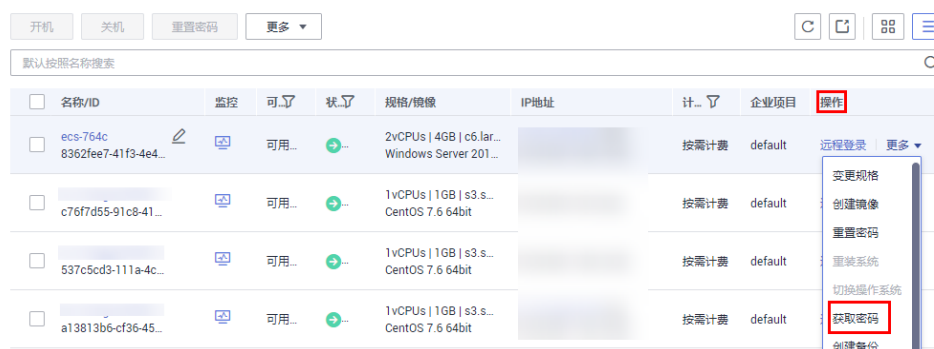 开机 关机 重置密码 更多
默认按照名称搜索
名称/ID 监控 可... 状... 规格/镜像 IP地址 计... 企业项目 操作
ecs-764c 2vCPUs | 4GB | c6.lar...
8362fee7-41f3-4e4... 可用... ... Windows Server 201... 按需计费 default 远程登录 更多
变更规格
1vCPUs | 1GB | s3.s...
c76f7d55-91c8-41... 可用... ... CentOS 7.6 64bit 按需计费 default
创建镜像
重置密码
1vCPUs | 1GB | s3.s...
537c5cd3-111a-4c... 可用... ... CentOS 7.6 64bit 按需计费 default
重装系统
切换操作系统
1vCPUs | 1GB | s3.s...
a13813b6-cf36-45... 可用... ... CentOS 7.6 64bit 按需计费 default
获取密码
创建备份